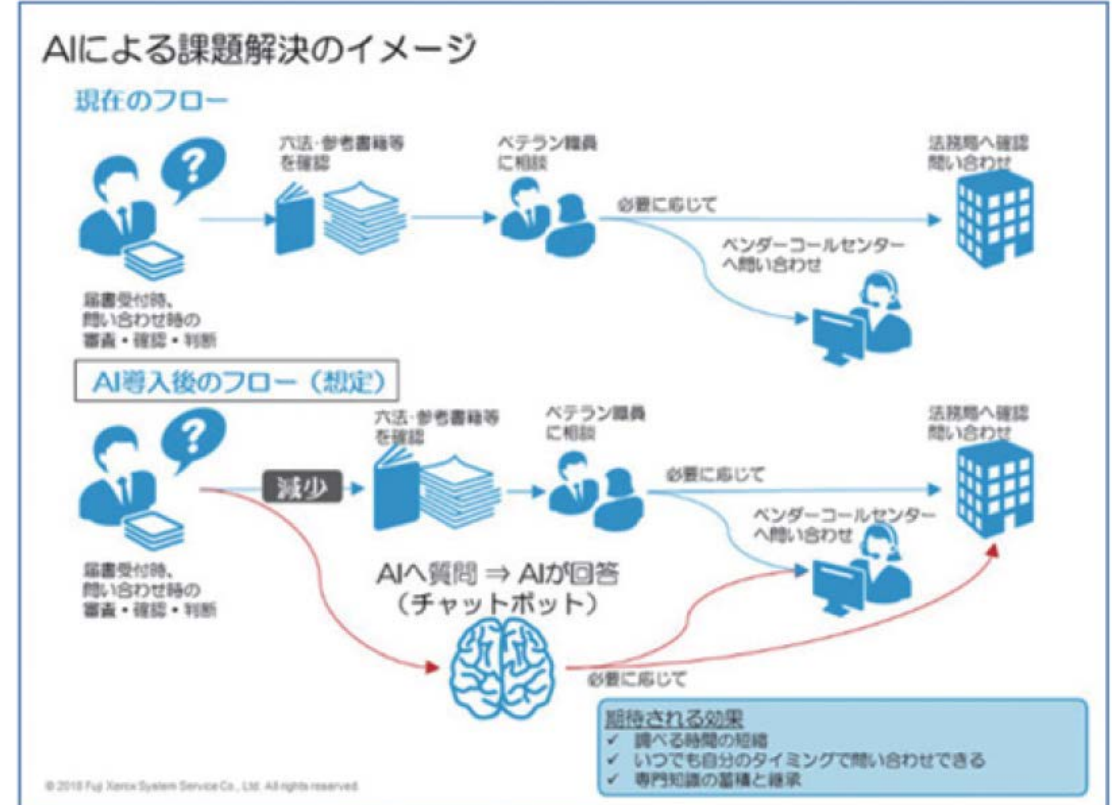 AIによる課題解決のイメージ
現在のフロー
六法・参考書籍等
を確認
ベテラン職員
に相談
法務局へ確認
問い合わせ
必要に応じて
ベンダーコールセンター
へ問い合わせ
届書受付時、
問い合わせ時の
審査・確認・判断
AI導入後のフロー（想定）
六法・参考書籍等
を確認
ベテラン職員
に相談
法務局へ確認
問い合わせ
減少
必要に応じて
ベンダーコールセンター
へ問い合わせ
届書受付時、
問い合わせ時の
審査・確認・判断
AIへ質問 ⇒ AIが回答
（チャットボット）
必要に応じて
期待される効果
✓ 調べる時間の短縮
✓ いつでも自分のタイミングで問い合わせできる
✓ 専門知識の蓄積と継承
© 2018 Fuji Xerox System Service Co., Ltd. All rights reserved.